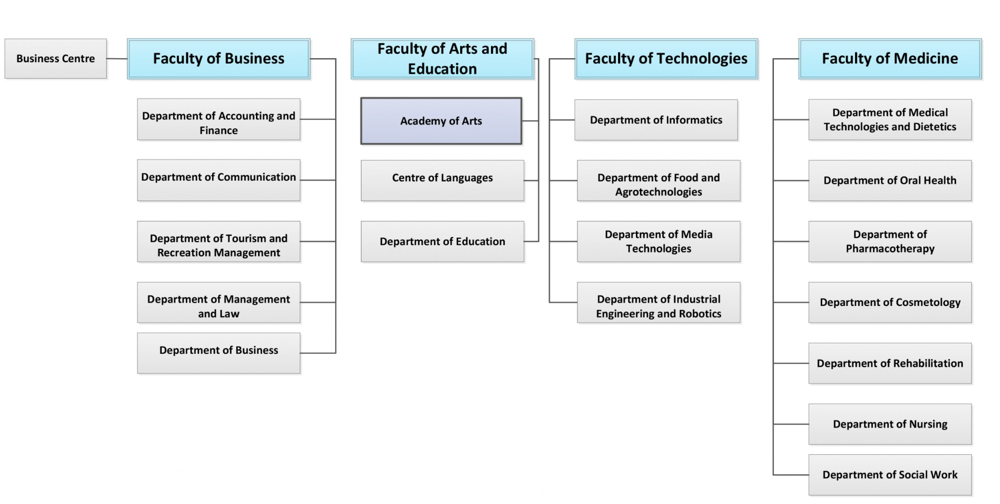 Business Centre
Faculty of Business
Department of Accounting and
Finance
Department of Communication
Department of Tourism and
Recreation Management
Department of Management
and Law
Department of Business
Faculty of Arts and
Education
Academy of Arts
Centre of Languages
Department of Education
Faculty of Technologies
Department of Informatics
Department of Food and
Agrotechnologies
Department of Media
Technologies
Department of Industrial
Engineering and Robotics
Faculty of Medicine
Department of Medical
Technologies and Dietetics
Department of Oral Health
Department of
Pharmacotherapy
Department of Cosmetology
Department of Rehabilitation
Department of Nursing
Department of Social Work